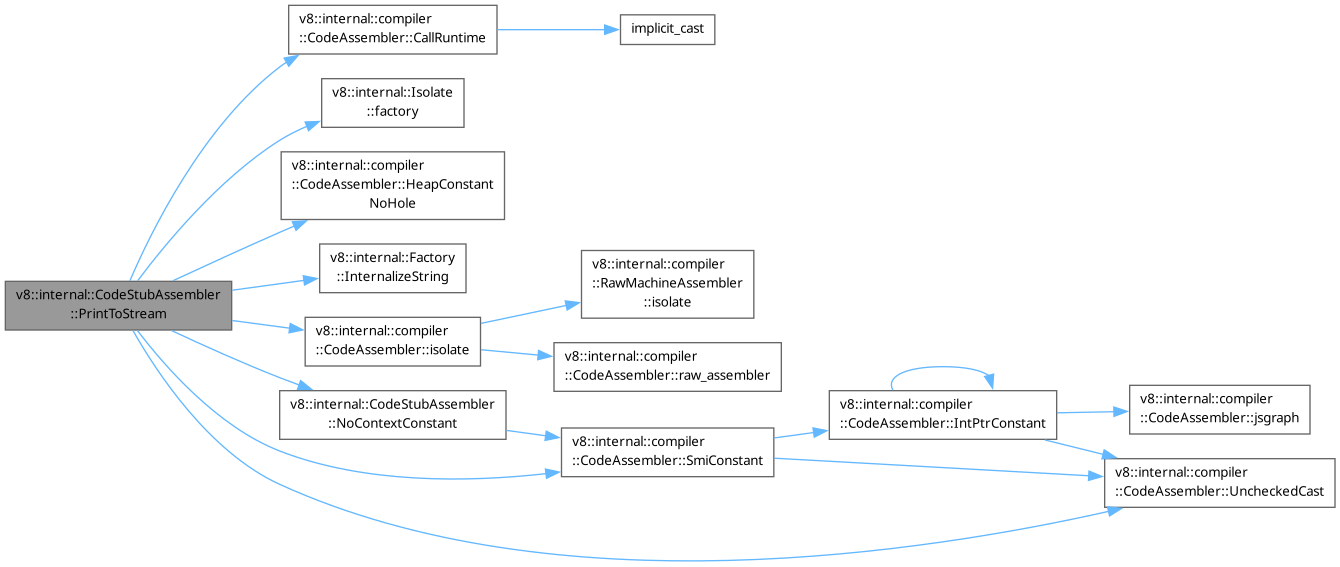 v8::internal::compiler
::CodeAssembler::CallRuntime
implicit_cast
v8::internal::Isolate
::factory
v8::internal::compiler
::CodeAssembler::HeapConstant
NoHole
v8::internal::Factory
::InternalizeString
v8::internal::compiler
::RawMachineAssembler
::isolate
v8::internal::CodeStubAssembler
::PrintToStream
v8::internal::compiler
::CodeAssembler::isolate
v8::internal::compiler
::CodeAssembler::raw_assembler
v8::internal::CodeStubAssembler
::NoContextConstant
v8::internal::compiler
::CodeAssembler::IntPtrConstant
v8::internal::compiler
::CodeAssembler::jsgraph
v8::internal::compiler
::CodeAssembler::SmiConstant
v8::internal::compiler
::CodeAssembler::UncheckedCast